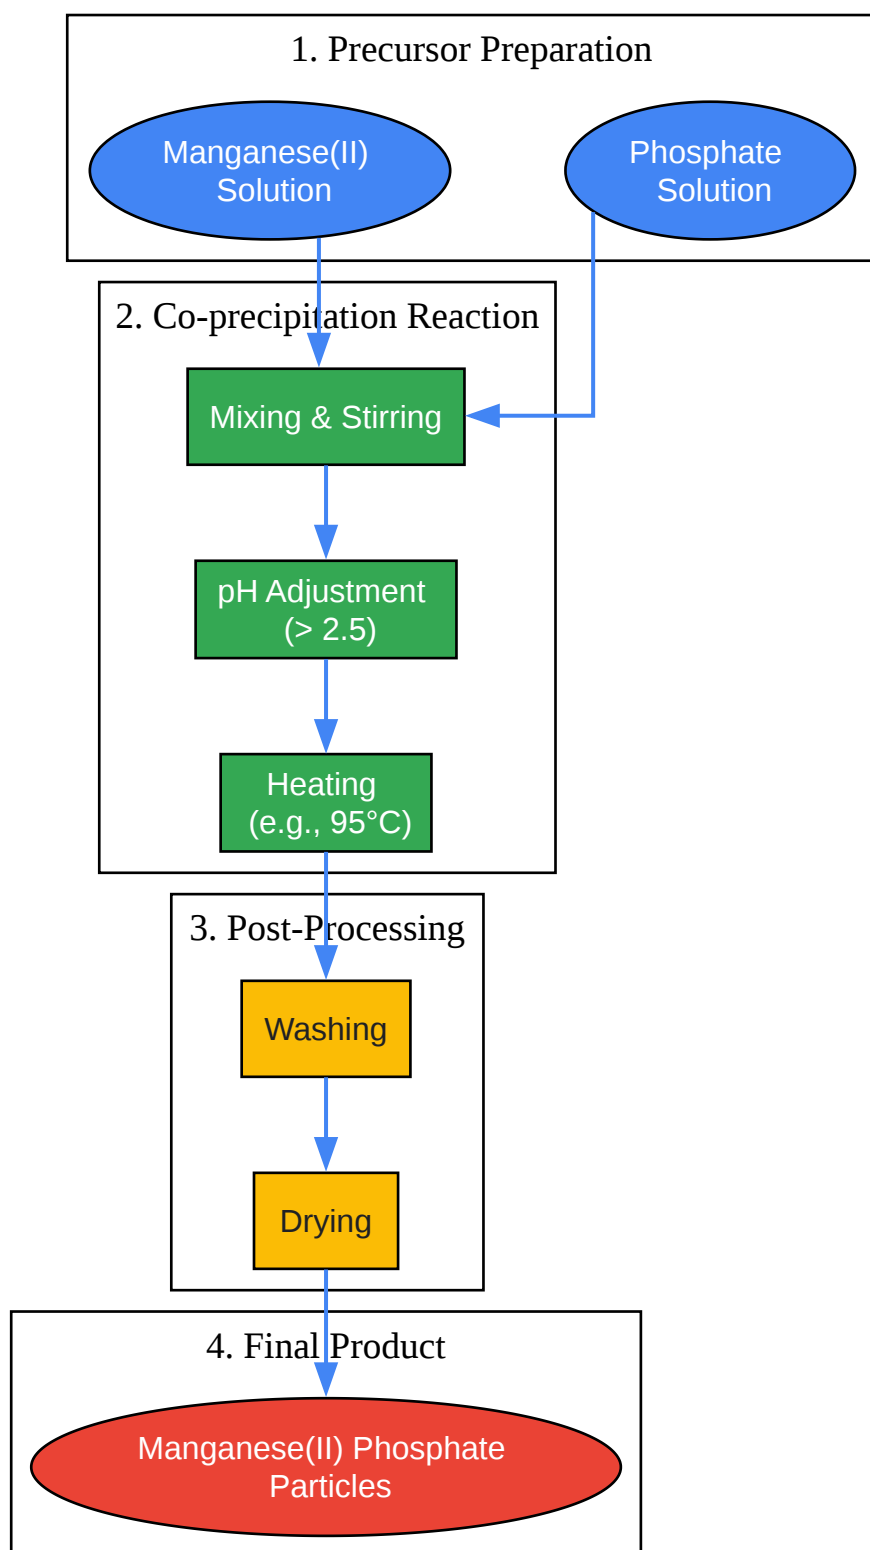 1. Precursor Preparation
Manganese(II)
Solution
Phosphate
Solution
2. Co-precipitation Reaction
Mixing & Stirring
pH Adjustment
(> 2.5)
Heating
(e.g., 95°C)
3. Post-Processing
Washing
Drying
4. Final Product
Manganese(II) Phosphate
Particles